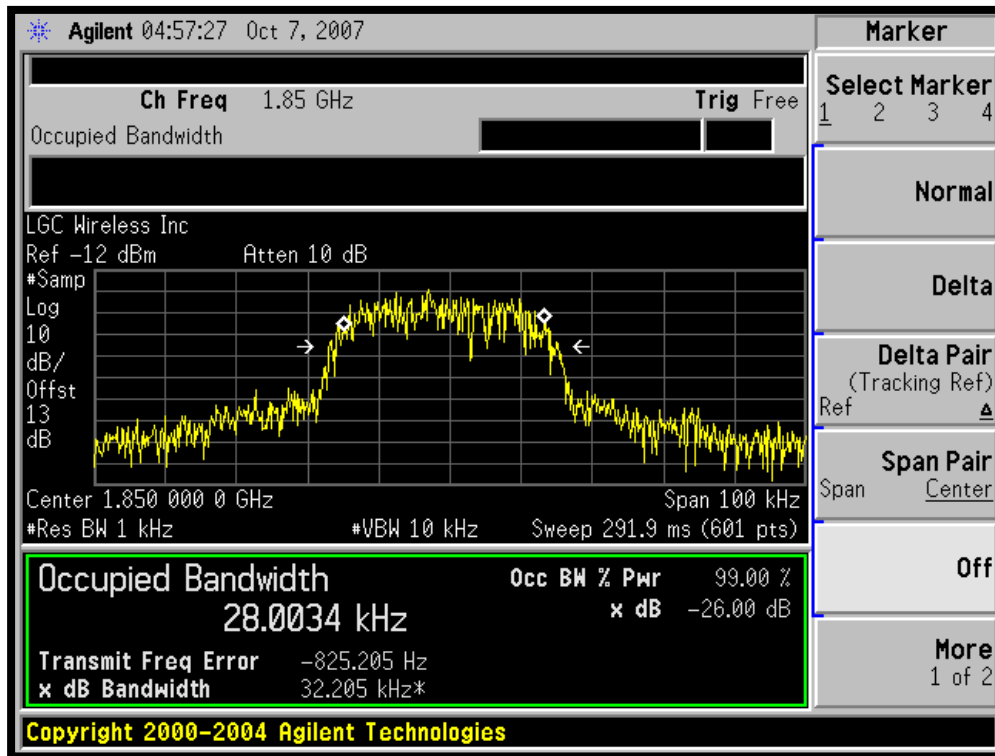 Agilent 04:57:27 Oct 7, 2007
Marker
Ch Freq 1.85 GHz Trig Free
Occupied Bandwidth
Select Marker
1 2 3 4
Normal
Delta
Delta Pair
(Tracking Ref)
Ref Δ
Span Pair
Span Center
Off
More
1 of 2
LGC Wireless Inc
Ref -12 dBm Atten 10 dB
#Samp
Log
10
dB/
Offst
13
dB
Center 1.850 000 0 GHz Span 100 kHz
#Res BW 1 kHz #VBW 10 kHz Sweep 291.9 ms (601 pts)
Occupied Bandwidth
28.0034 kHz
Occ BW % Pwr 99.00 %
x dB -26.00 dB
Transmit Freq Error -825.205 Hz
x dB Bandwidth 32.205 kHz*
Copyright 2000-2004 Agilent Technologies